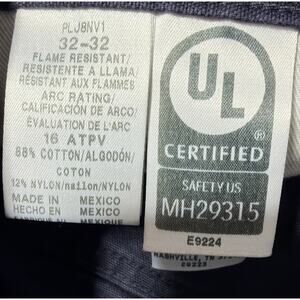 PLJ8NV1
32-32
FLAME RESISTANT/
RESISTENTE A LLAMA/
RÉSISTANT AUX FLAMMES
ARC RATING/
CALIFICACIÓN DE ARCO/
ÉVALUATION DE L'ARC
16 ATPV
88% COTTON/ALGODÓN/
COTON
12% NYLON/nailon/NYLON
MADE IN MEXICO
HECHO EN MEXICO
MEXIQUE
UL
®
CERTIFIED
SAFETY US
MH29315
E9224
NASHVILLE, TN